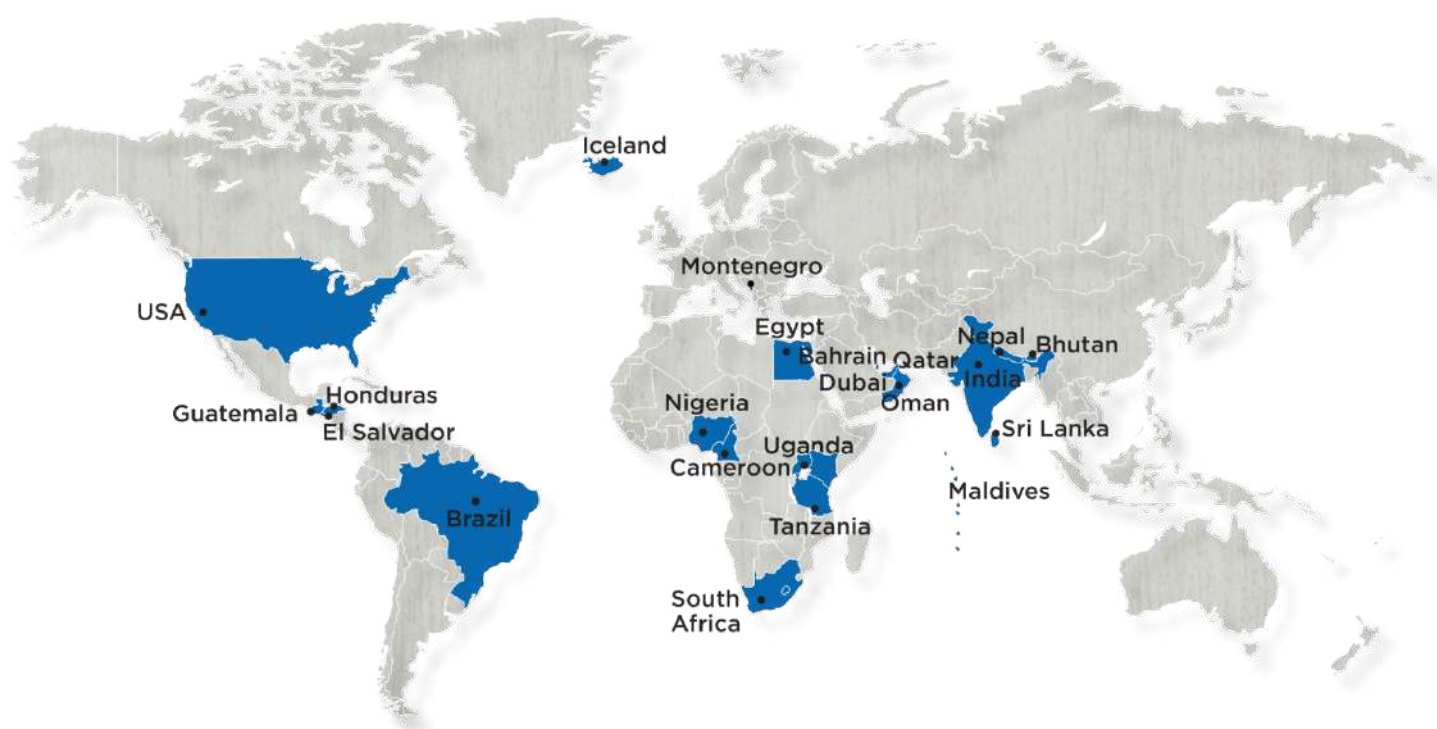 Iceland
Montenegro
USA
Egypt
Nepal
Bhutan
Bahrain
Qatar
Dubai
India
Oman
Honduras
Guatemala
Nigeria
El Salvador
Sri Lanka
Uganda
Cameroon
Maldives
Brazil
Tanzania
South
Africa